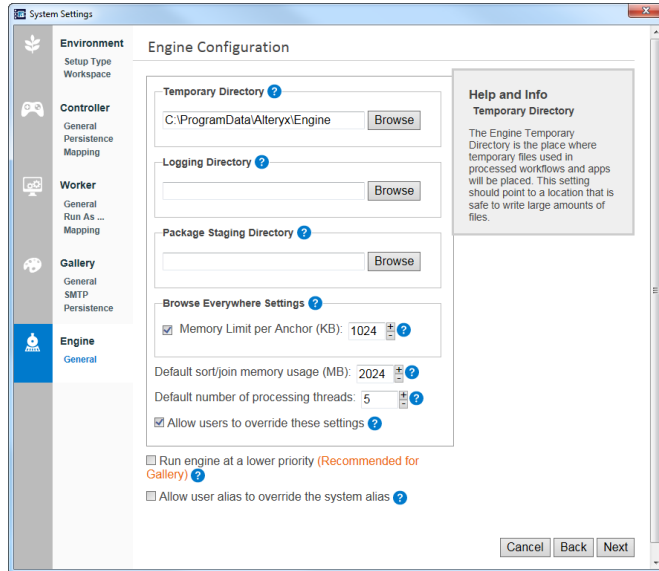 System Settings
Environment
Setup Type
Workspace
Controller
General
Persistence
Mapping
Worker
General
Run As ...
Mapping
Gallery
General
SMTP
Persistence
Engine
General
Engine Configuration
Temporary Directory ?
C:\ProgramData\Alteryx\Engine Browse
Logging Directory ?
Browse
Package Staging Directory ?
Browse
Browse Everywhere Settings ?
Memory Limit per Anchor (KB): 1024 + - ?
Default sort/join memory usage (MB): 2024 + - ?
Default number of processing threads: 5 + - ?
Allow users to override these settings ?
Run engine at a lower priority (Recommended for
Gallery) ?
Allow user alias to override the system alias ?
Help and Info
Temporary Directory
The Engine Temporary
Directory is the place where
temporary files used in
processed workflows and apps
will be placed. This setting
should point to a location that is
safe to write large amounts of
files.
Cancel Back Next